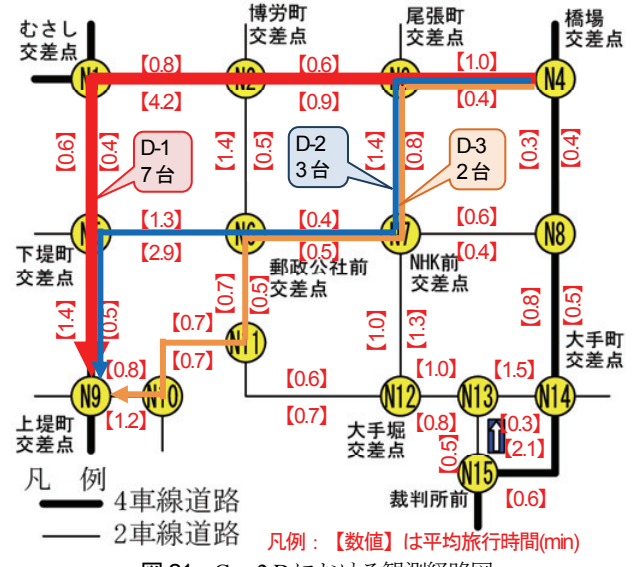 むさし
交差点
博労町
交差点
尾張町
交差点
橋場
交差点
【0.8】
【0.6】
【1.0】
N1
N2
N4
【4.2】
【0.9】
【0.4】
【0.6】
【0.4】
D-1
7台
【1.4】
【0.5】
D-2
3台
【1.4】
【0.8】
D-3
2台
【0.3】
【0.4】
【1.3】
【0.4】
【0.6】
N6
N7
N8
【2.9】
【0.5】
【0.4】
下堤町
交差点
郵政公社前
交差点
NHK前
交差点
【1.4】
【0.5】
【0.7】
【0.5】
【1.0】
【1.3】
【0.8】
【0.5】
【0.7】
N11
【0.7】
大手町
交差点
【0.8】
【0.6】
【1.0】
【1.5】
N9
N10
N12
N13
N14
【1.2】
【0.7】
【0.8】
【0.3】
上堤町
交差点
大手堀
交差点
【0.5】
【2.1】
N15
裁判所前
【0.6】
凡 例
4車線道路
2車線道路
凡例：【数値】は平均旅行時間(min)